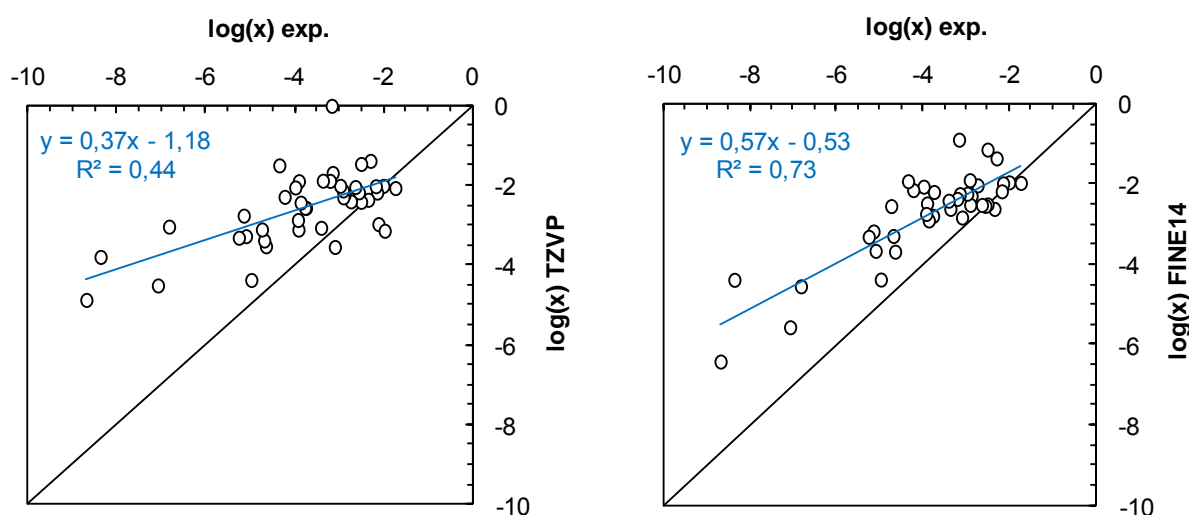 log(x) exp.
-10 -8 -6 -4 -2 0
0
-2
-4
-6
-8
-10
y = 0,37x - 1,18
R² = 0,44
log(x) TZVP
log(x) exp.
-10 -8 -6 -4 -2 0
0
-2
-4
-6
-8
-10
y = 0,57x - 0,53
R² = 0,73
log(x) FINE14